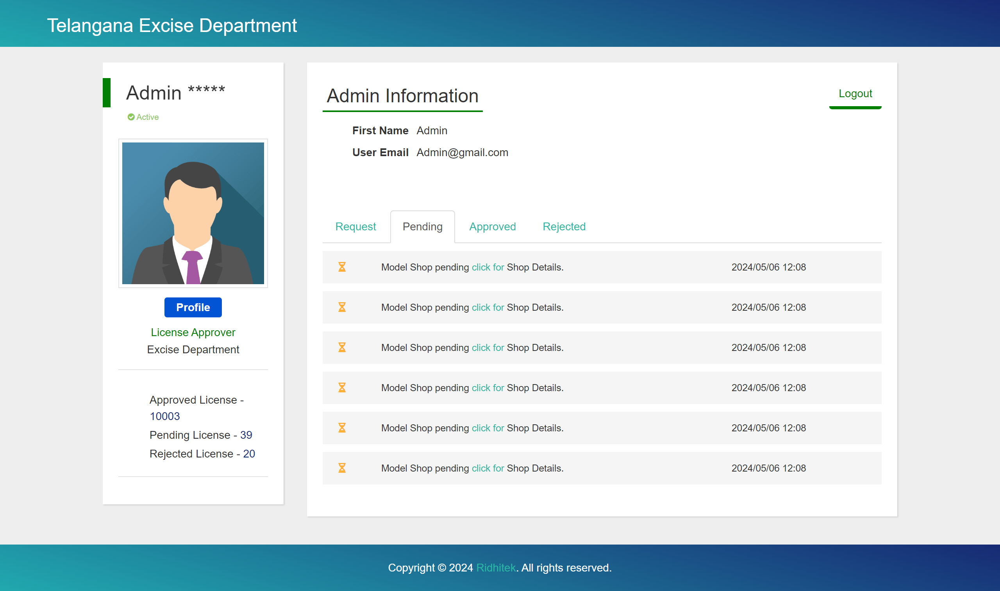 Telangana Excise Department
Admin *****
Active
Profile
License Approver
Excise Department
Approved License -
10003
Pending License - 39
Rejected License - 20
Admin Information
Logout
First Name Admin
User Email Admin@gmail.com
Request Pending Approved Rejected
Model Shop pending click for Shop Details. 2024/05/06 12:08
Model Shop pending click for Shop Details. 2024/05/06 12:08
Model Shop pending click for Shop Details. 2024/05/06 12:08
Model Shop pending click for Shop Details. 2024/05/06 12:08
Model Shop pending click for Shop Details. 2024/05/06 12:08
Model Shop pending click for Shop Details. 2024/05/06 12:08
Copyright © 2024 Ridhitek. All rights reserved.